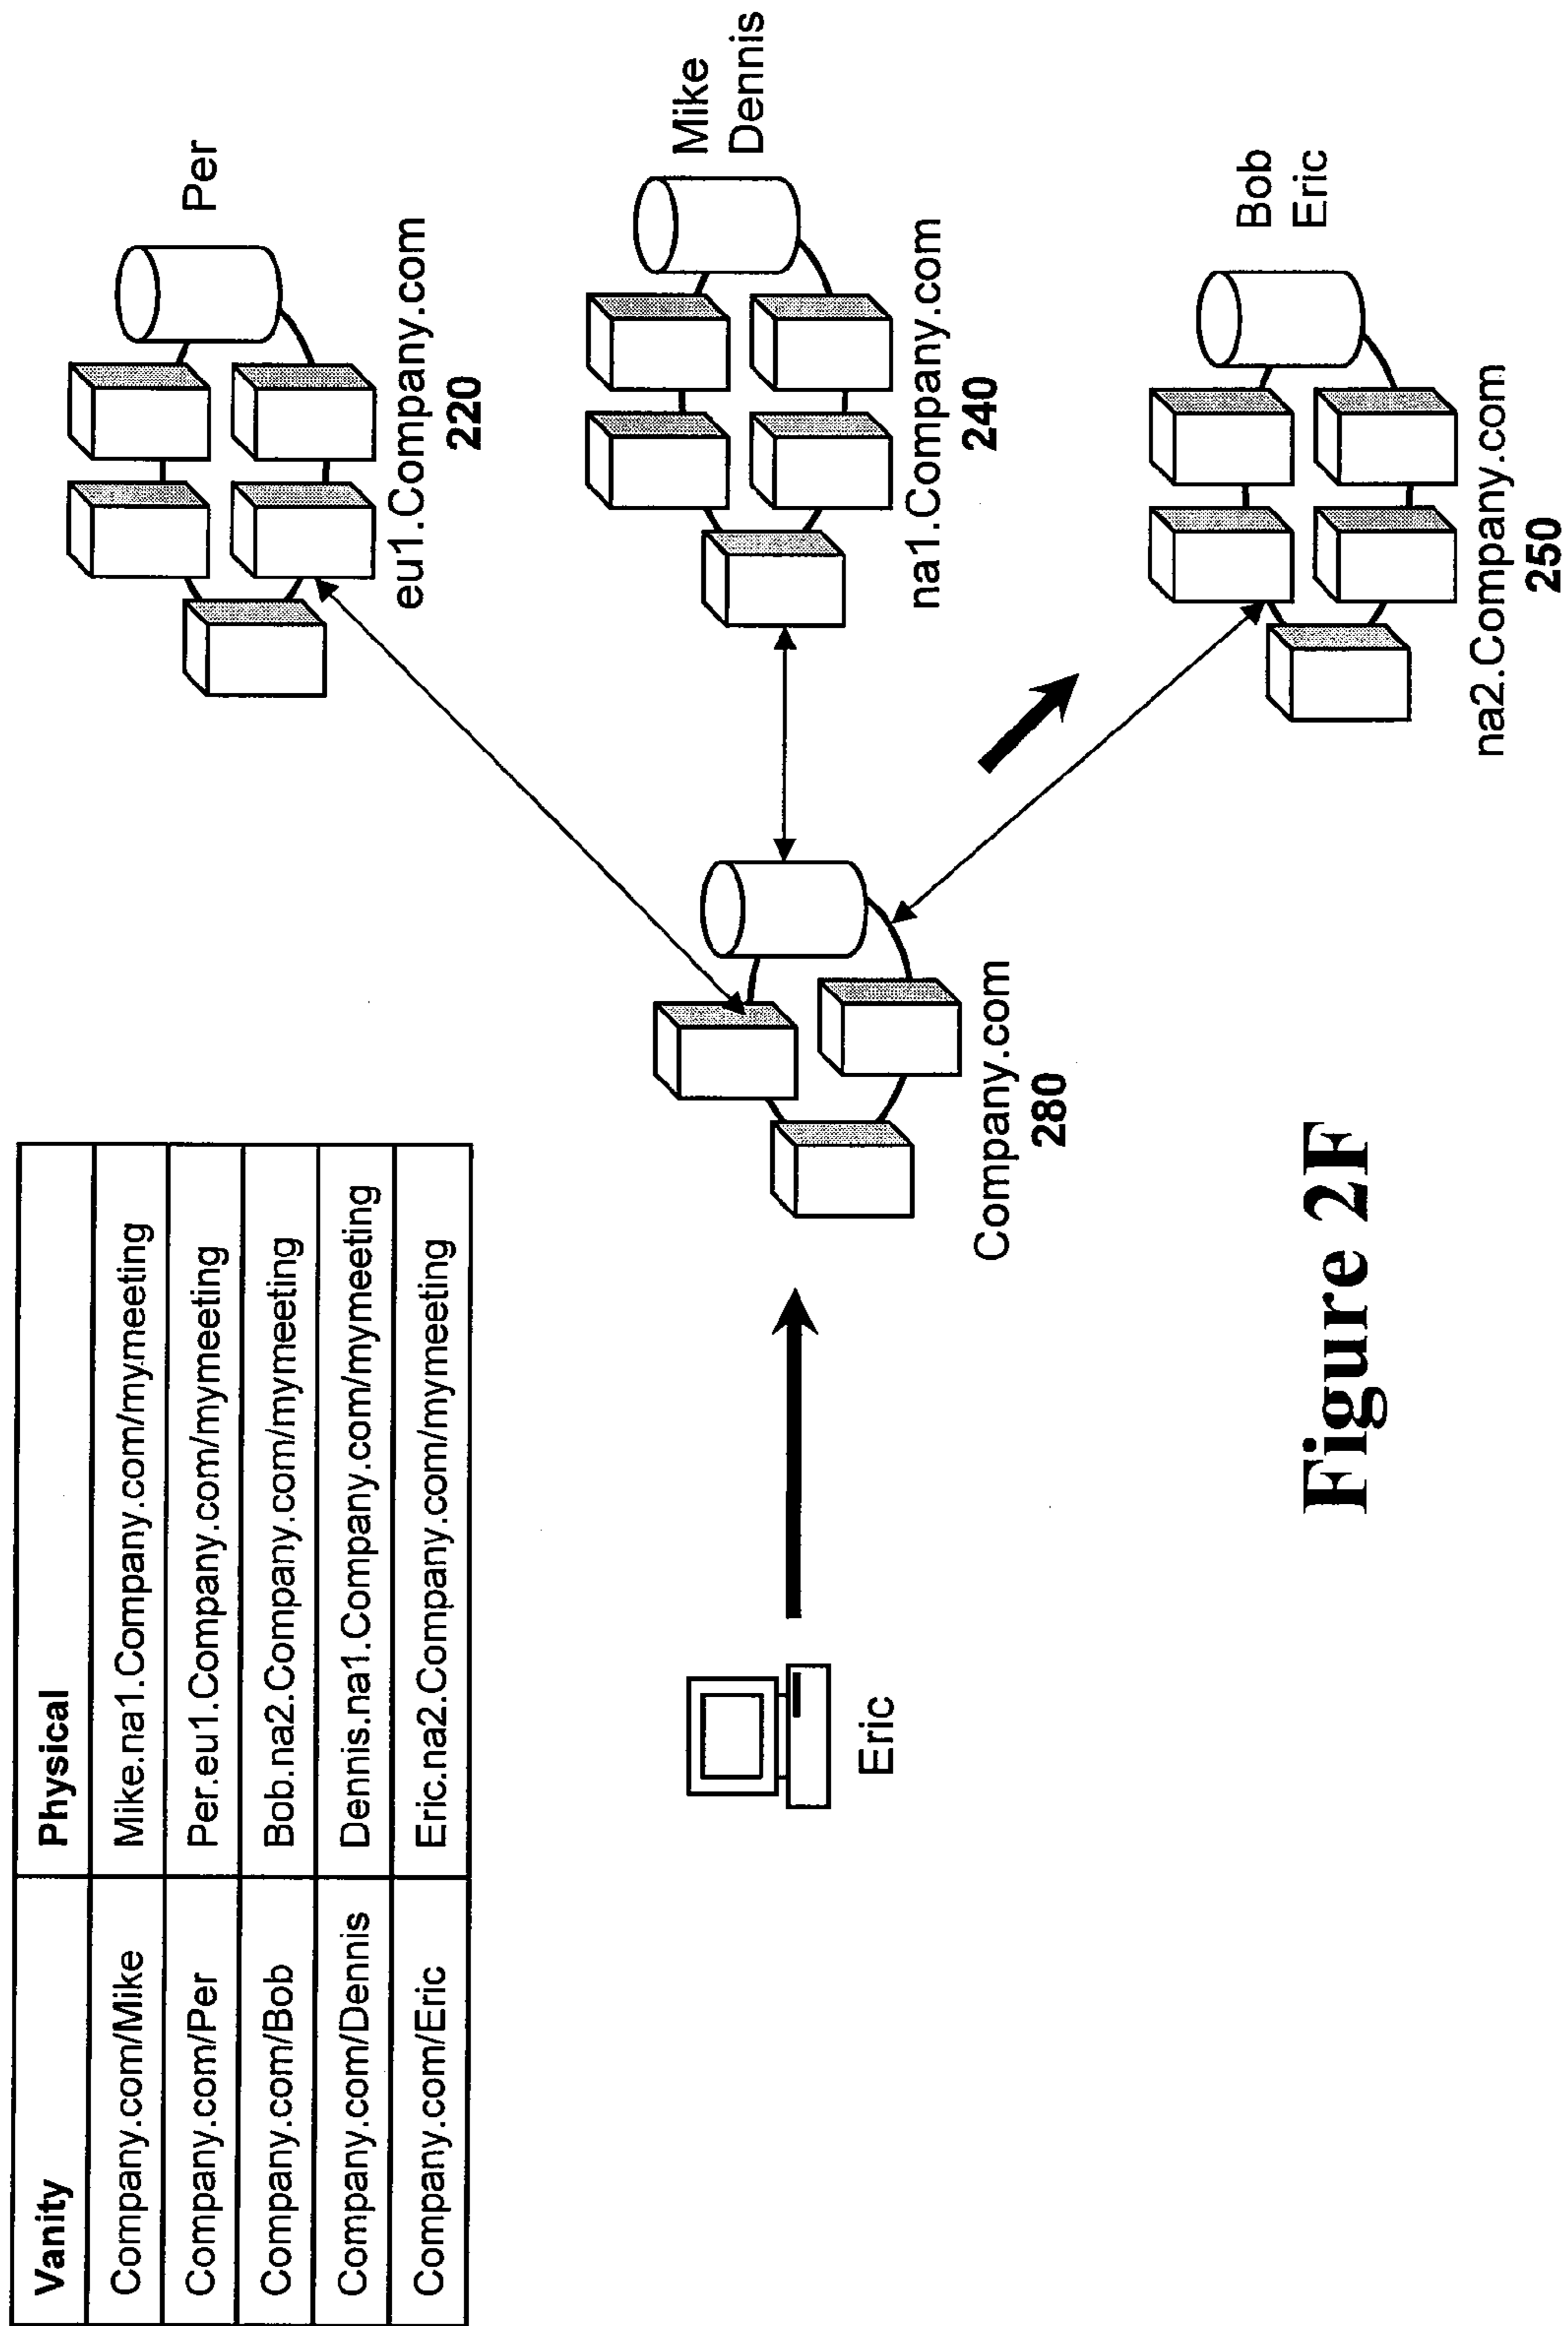 Vanity Physical
Company.com/Mike Mike.na1.Company.com/mymeeting
Company.com/Per Per.eu1.Company.com/mymeeting
Company.com/Bob Bob.na2.Company.com/mymeeting
Company.com/Dennis Dennis.na1.Company.com/mymeeting
Company.com/Eric Eric.na2.Company.com/mymeeting
Per
eu1.Company.com
220
Mike
Dennis
na1.Company.com
240
Eric
Company.com
280
Bob
Eric
na2.Company.com
250
Figure 2F